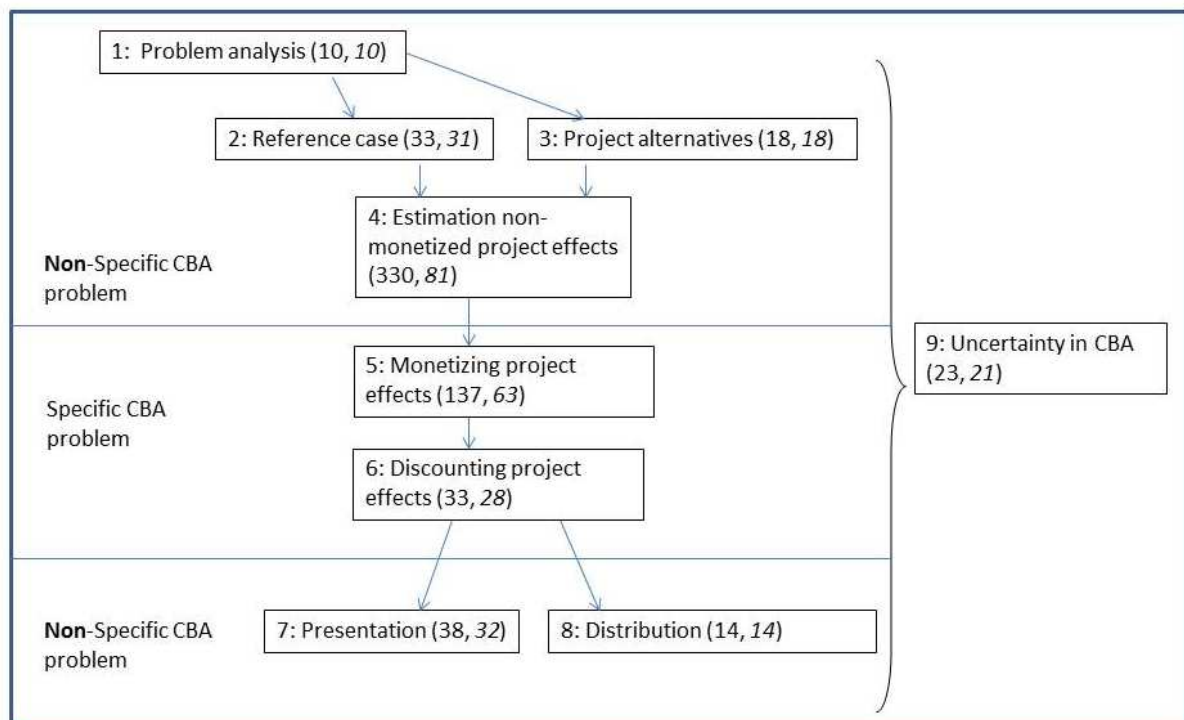 1: Problem analysis (10, 10)
2: Reference case (33, 31)
3: Project alternatives (18, 18)
4: Estimation non-
monetized project effects
(330, 81)
Non-Specific CBA
problem
9: Uncertainty in CBA
(23, 21)
5: Monetizing project
effects (137, 63)
Specific CBA
problem
6: Discounting project
effects (33, 28)
Non-Specific CBA
problem
7: Presentation (38, 32)
8: Distribution (14, 14)